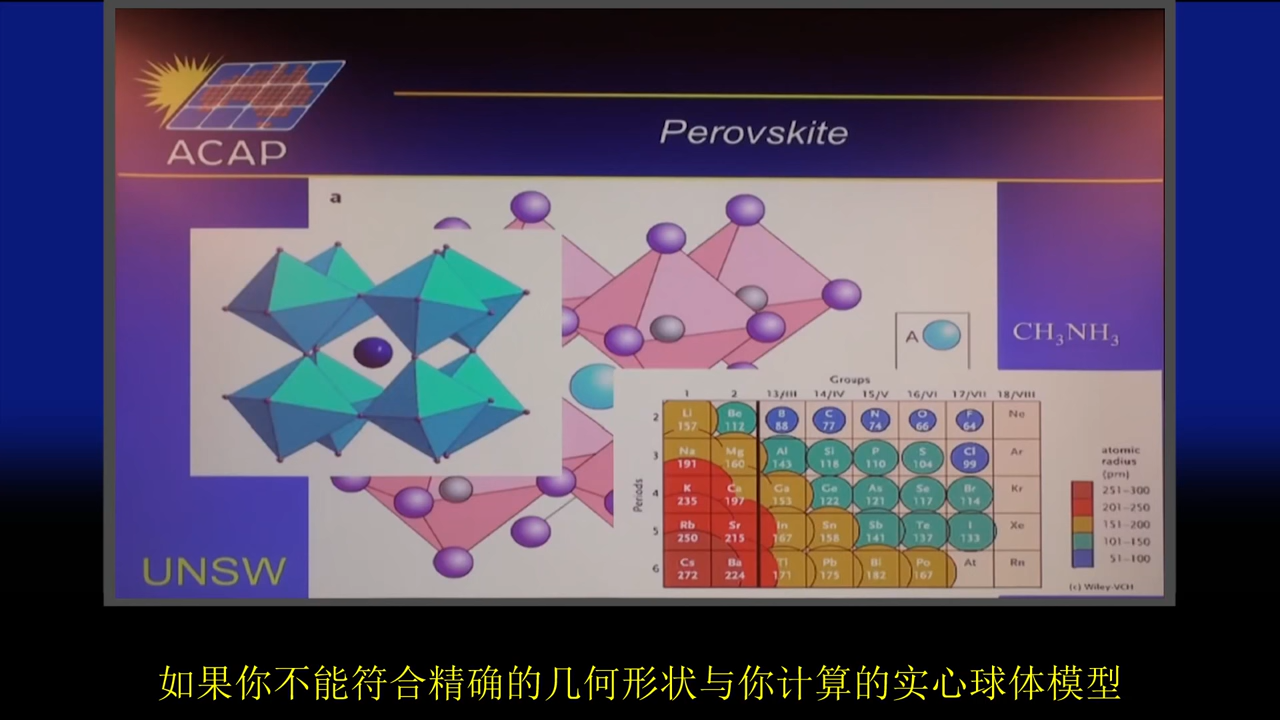 ACAP
Perovskite
a
A
CH₃NH₃
UNSW
Groups
1 2 13/III 14/IV 15/V 16/VI 17/VII 18/VIII
Periods
2 Li Be B C N O F Ne
157 112 88 77 74 66 64
3 Na Mg Al Si P S Cl Ar
191 160 143 118 110 104 99
4 K Ca Ga Ge As Se Br Kr
235 197 153 122 121 117 114
5 Rb Sr In Sn Sb Te I Xe
250 215 167 158 141 137 133
6 Cs Ba Tl Pb Bi Po At Rn
272 224 171 175 182 167
atomic
radius
(pm)
251–300
201–250
151–200
101–150
51–100
(c) Wiley-VCH
如果你不能符合精确的几何形状与你计算的实心球体模型